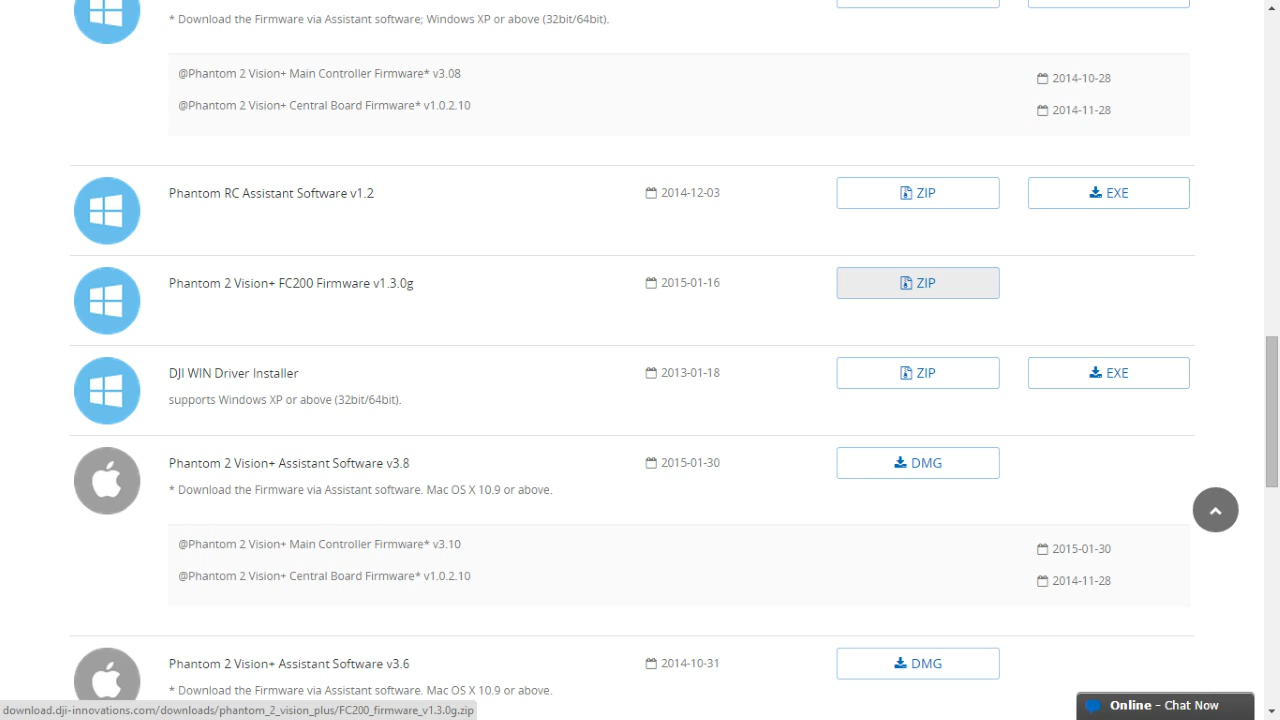 * Download the Firmware via Assistant software; Windows XP or above (32bit/64bit).
@Phantom 2 Vision+ Main Controller Firmware* v3.08 2014-10-28
@Phantom 2 Vision+ Central Board Firmware* v1.0.2.10 2014-11-28
Phantom RC Assistant Software v1.2 2014-12-03 ZIP EXE
Phantom 2 Vision+ FC200 Firmware v1.3.0g 2015-01-16 ZIP
DJI WIN Driver Installer 2013-01-18 ZIP EXE
supports Windows XP or above (32bit/64bit).
Phantom 2 Vision+ Assistant Software v3.8 2015-01-30 DMG
* Download the Firmware via Assistant software. Mac OS X 10.9 or above.
@Phantom 2 Vision+ Main Controller Firmware* v3.10 2015-01-30
@Phantom 2 Vision+ Central Board Firmware* v1.0.2.10 2014-11-28
Phantom 2 Vision+ Assistant Software v3.6 2014-10-31 DMG
* Download the Firmware via Assistant software. Mac OS X 10.9 or above.
download.dji-innovations.com/downloads/phantom_2_vision_plus/FC200_firmware_v1.3.0g.zip
Online - Chat Now